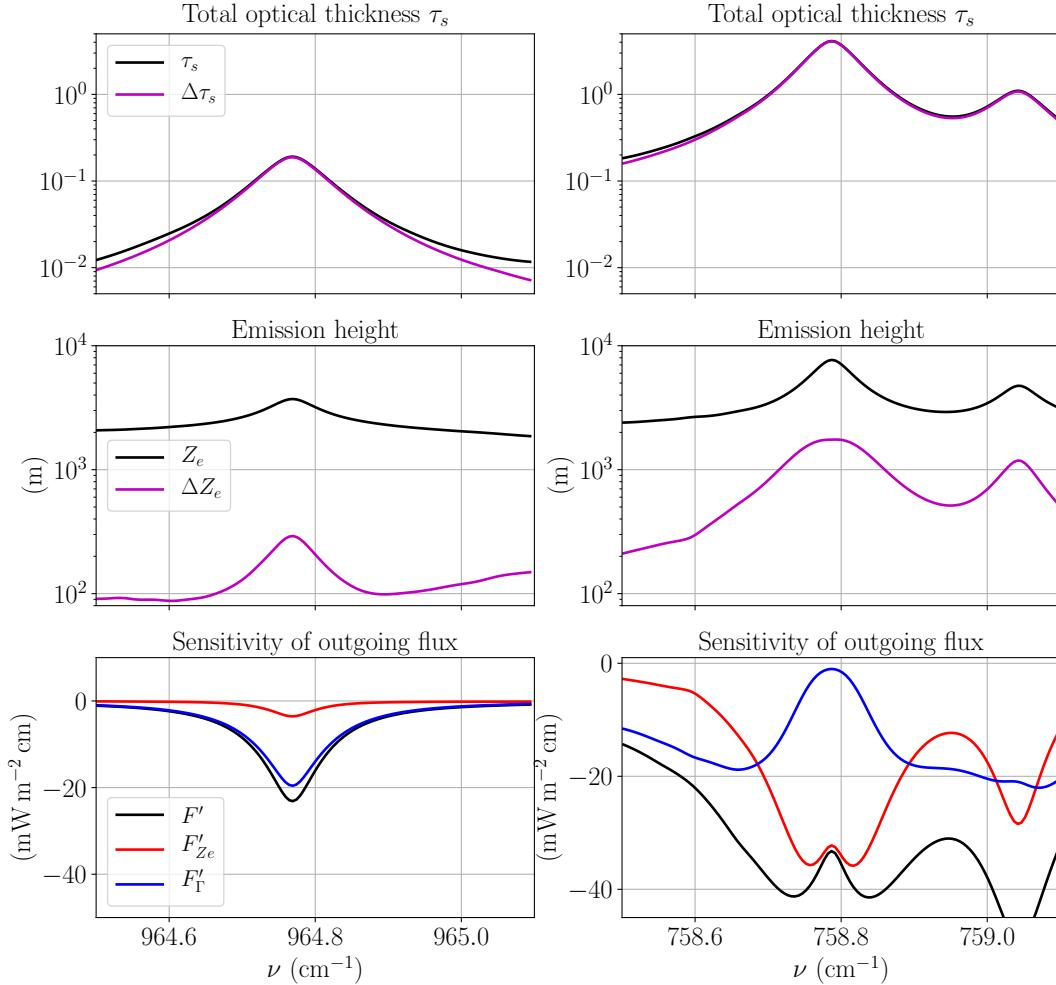 Total optical thickness τ_s
Total optical thickness τ_s
τ_s
Δτ_s
10^0
10^−1
10^−2
10^0
10^−1
10^−2
Emission height
Emission height
10^4
10^3
10^2
(m)
Z_e
ΔZ_e
10^4
10^3
10^2
(m)
Sensitivity of outgoing flux
Sensitivity of outgoing flux
0
−20
−40
(mW m^−2 cm)
F′
F′_Ze
F′_Γ
0
−20
−40
(mW m^−2 cm)
964.6 964.8 965.0
758.6 758.8 759.0
ν (cm^−1)
ν (cm^−1)